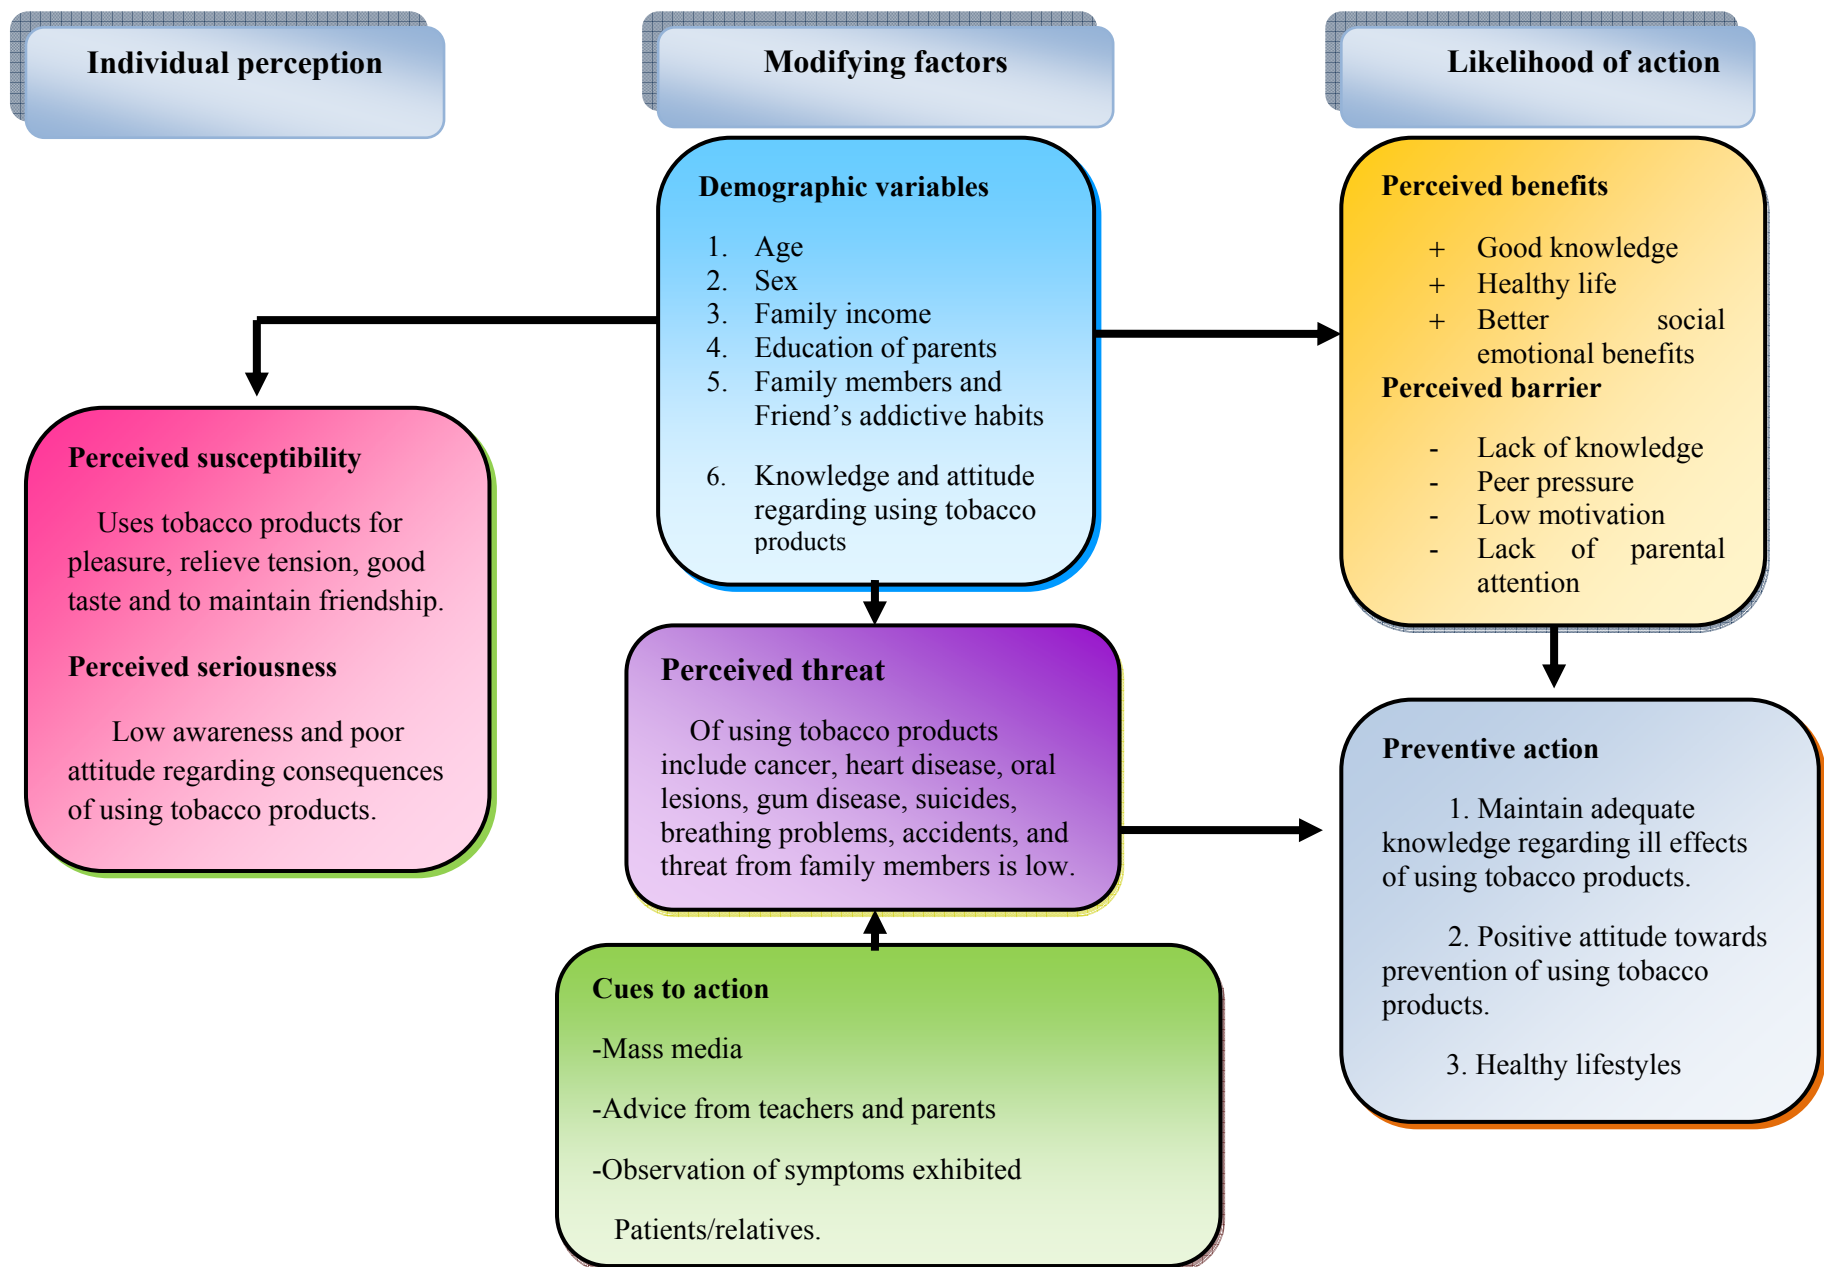 Individual perception
Modifying factors
Likelihood of action
Demographic variables
1. Age
2. Sex
3. Family income
4. Education of parents
5. Family members and
Friend’s addictive habits
6. Knowledge and attitude
regarding using tobacco
products
Perceived benefits
+ Good knowledge
+ Healthy life
+ Better social
emotional benefits
Perceived barrier
- Lack of knowledge
- Peer pressure
- Low motivation
- Lack of parental
attention
Perceived susceptibility
Uses tobacco products for
pleasure, relieve tension, good
taste and to maintain friendship.
Perceived seriousness
Low awareness and poor
attitude regarding consequences
of using tobacco products.
Perceived threat
Of using tobacco products
include cancer, heart disease, oral
lesions, gum disease, suicides,
breathing problems, accidents, and
threat from family members is low.
Preventive action
1. Maintain adequate
knowledge regarding ill effects
of using tobacco products.
2. Positive attitude towards
prevention of using tobacco
products.
3. Healthy lifestyles
Cues to action
-Mass media
-Advice from teachers and parents
-Observation of symptoms exhibited
Patients/relatives.